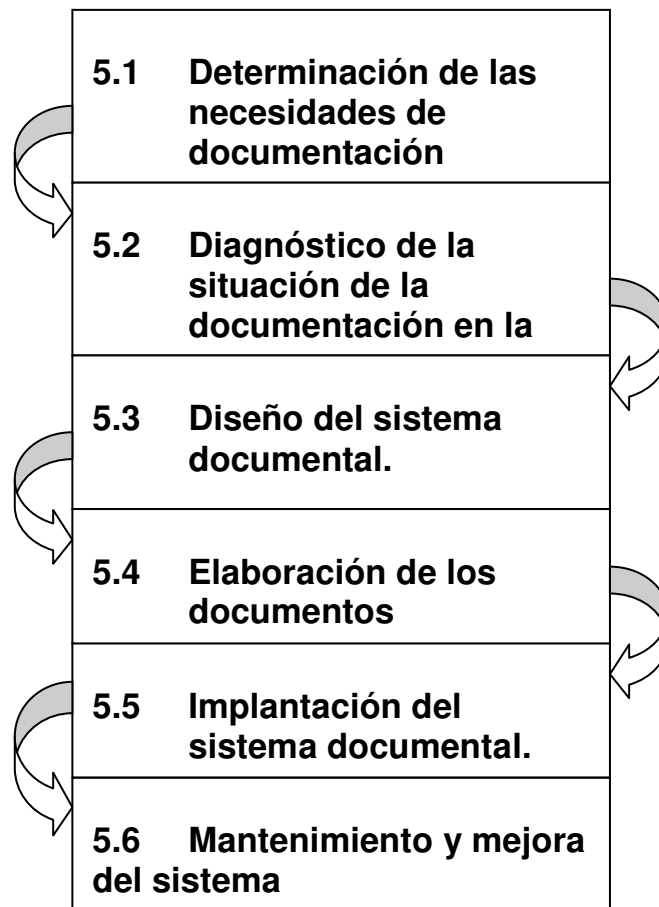 5.1 Determinación de las
necesidades de
documentación
5.2 Diagnóstico de la
situación de la
documentación en la
5.3 Diseño del sistema
documental.
5.4 Elaboración de los
documentos
5.5 Implantación del
sistema documental.
5.6 Mantenimiento y mejora
del sistema